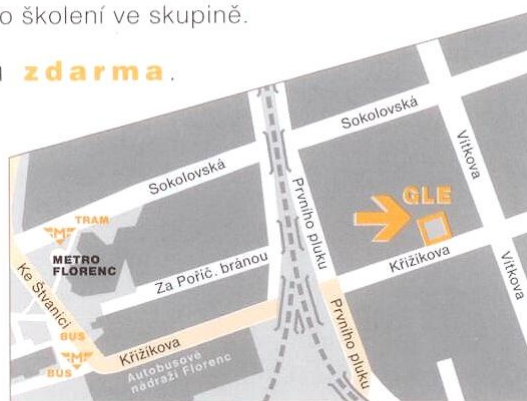 o školení ve skupině.
zdarma.
Sokolovská
Sokolovská
Vítkova
GLE
Prvního pluku
TRAM
M
METRO
FLORENC
Za Poříč. bránou
Křižíkova
Vítkova
Ke Štvanici
BUS
M
BUS
Křižíkova
Autobusové
nádraží Florenc
Prvního pluku